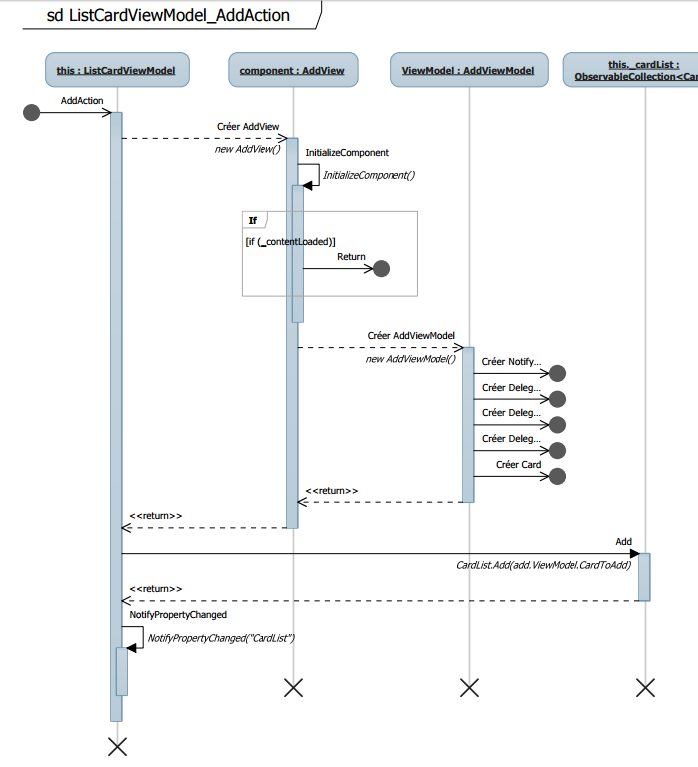 sd ListCardViewModel_AddAction
this : ListCardViewModel
component : AddView
ViewModel : AddViewModel
this._cardList :
ObservableCollection<Car
AddAction
Créer AddView
new AddView()
InitializeComponent
InitializeComponent()
If
[if (_contentLoaded)]
Return
Créer AddViewModel
new AddViewModel()
Créer Notify...
Créer Deleg...
Créer Deleg...
Créer Deleg...
Créer Card
<<return>>
<<return>>
Add
CardList.Add(add.ViewModel.CardToAdd)
<<return>>
NotifyPropertyChanged
NotifyPropertyChanged("CardList")